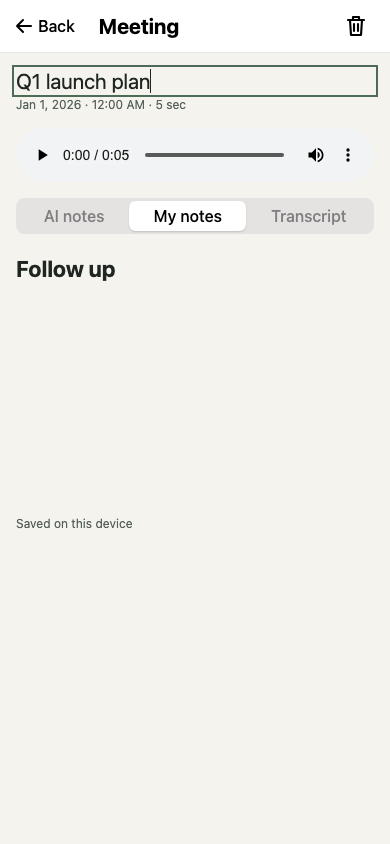 Back Meeting
Q1 launch plan
Jan 1, 2026 · 12:00 AM · 5 sec
0:00 / 0:05
AI notes My notes Transcript
Follow up
Saved on this device